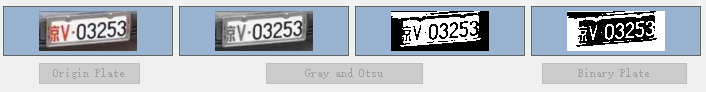 京V·03253
京V·03253
京V·03253
京V·03253
Origin Plate
Gray and Otsu
Binary Plate